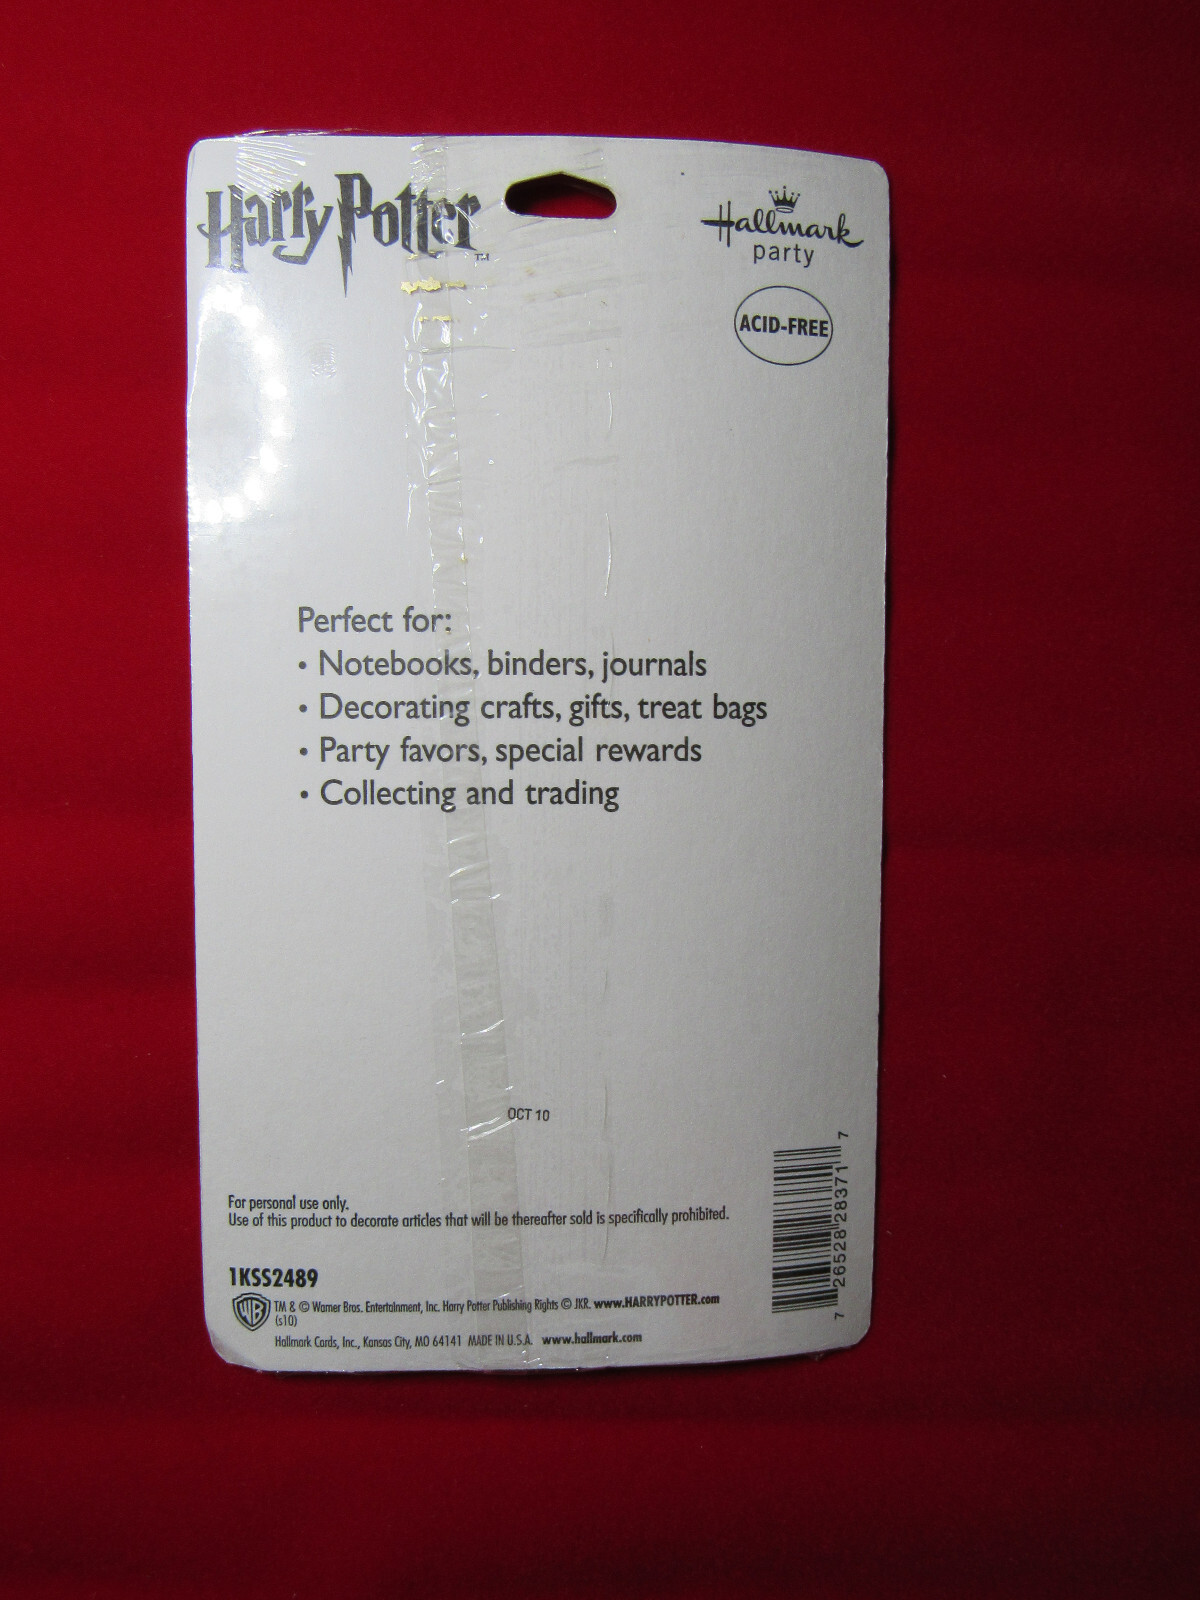 Harry Potter™
Hallmark
party
ACID-FREE
Perfect for:
• Notebooks, binders, journals
• Decorating crafts, gifts, treat bags
• Party favors, special rewards
• Collecting and trading
OCT 10
For personal use only.
Use of this product to decorate articles that will be thereafter sold is specifically prohibited.
1KSS2489
WB TM & © Warner Bros. Entertainment, Inc. Harry Potter Publishing Rights © JKR. www.HARRYPOTTER.com
(s10)
Hallmark Cards, Inc., Kansas City, MO 64141 MADE IN U.S.A. www.hallmark.com
7 26528 28371 7